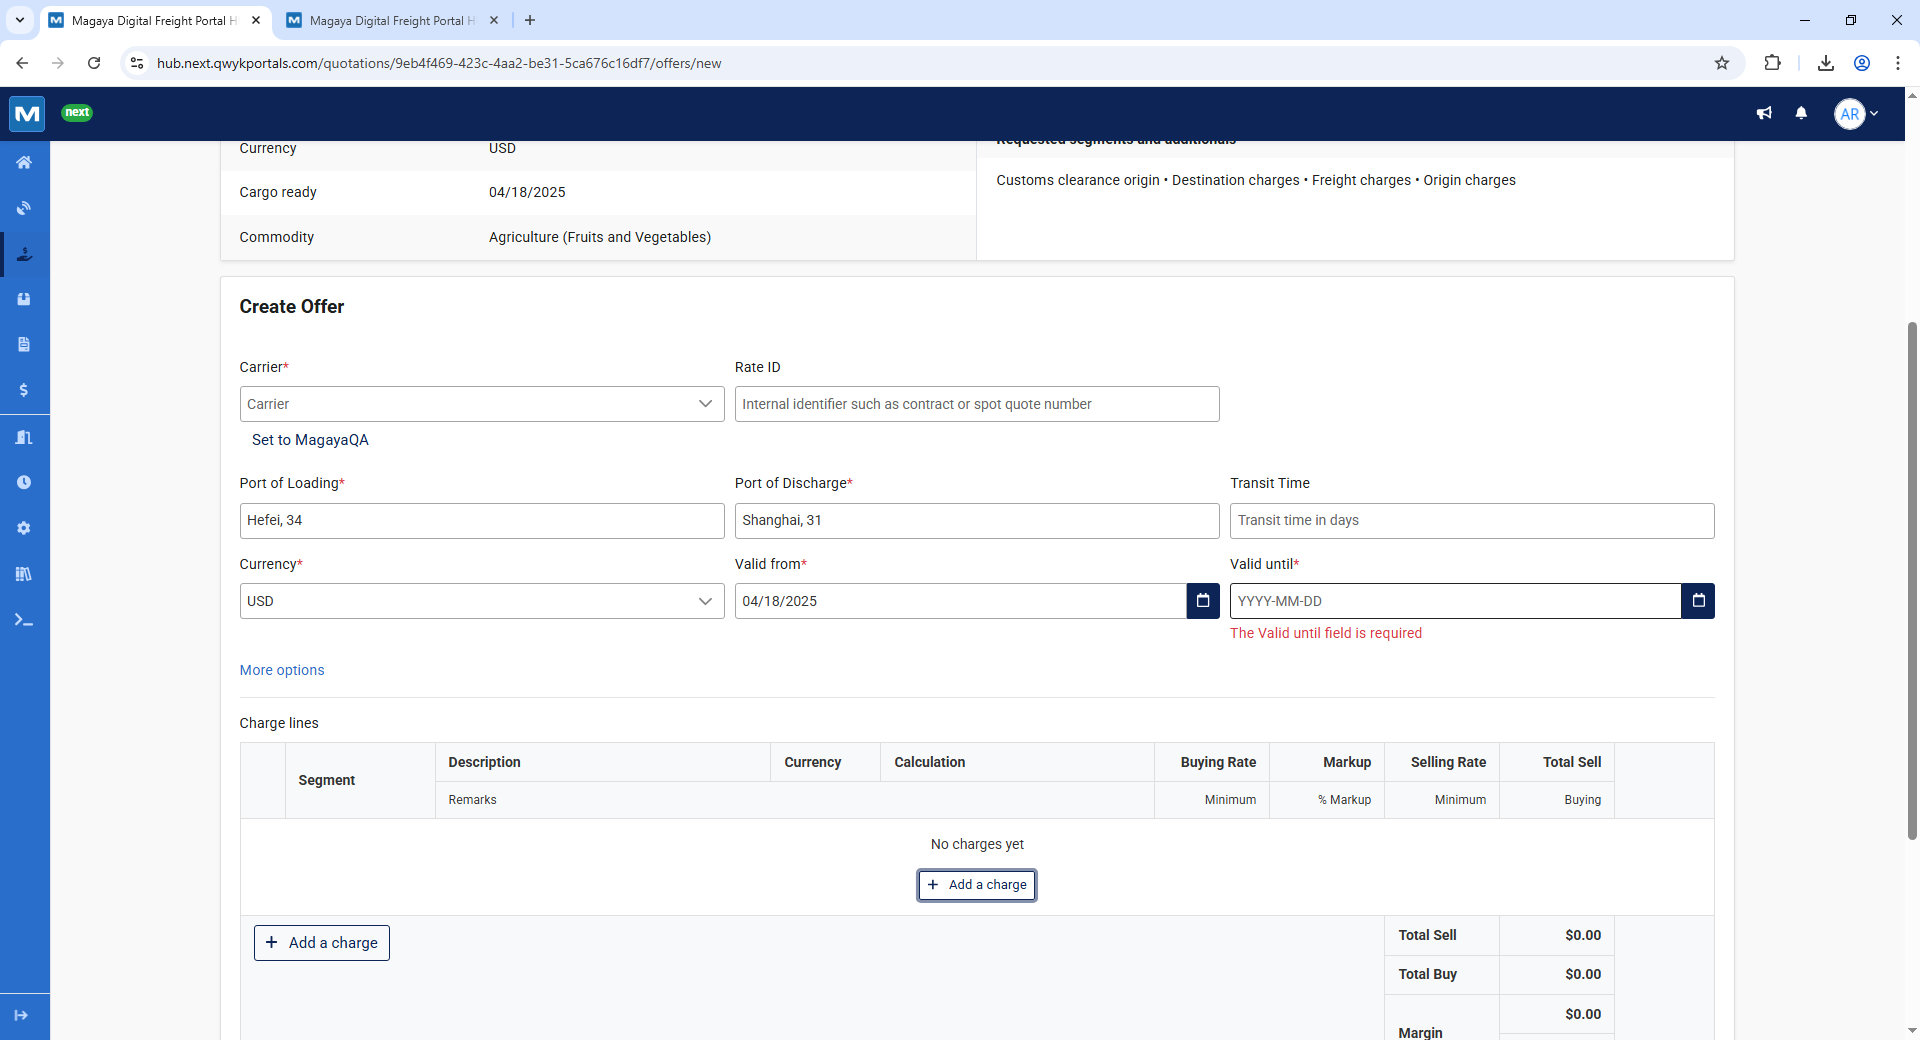 Magaya Digital Freight Portal H
Magaya Digital Freight Portal H
hub.next.qwykportals.com/quotations/9eb4f469-423c-4aa2-be31-5ca676c16df7/offers/new
next
AR
Currency USD
Requested segments and additionals
Customs clearance origin • Destination charges • Freight charges • Origin charges
Cargo ready 04/18/2025
Commodity Agriculture (Fruits and Vegetables)
Create Offer
Carrier* Rate ID
Carrier Internal identifier such as contract or spot quote number
Set to MagayaQA
Port of Loading* Port of Discharge* Transit Time
Hefei, 34 Shanghai, 31 Transit time in days
Currency* Valid from* Valid until*
USD 04/18/2025 YYYY-MM-DD
The Valid until field is required
More options
Charge lines
Segment Description Currency Calculation Buying Rate Markup Selling Rate Total Sell
Remarks Minimum % Markup Minimum Buying
No charges yet
+ Add a charge
+ Add a charge
Total Sell $0.00
Total Buy $0.00
Margin $0.00